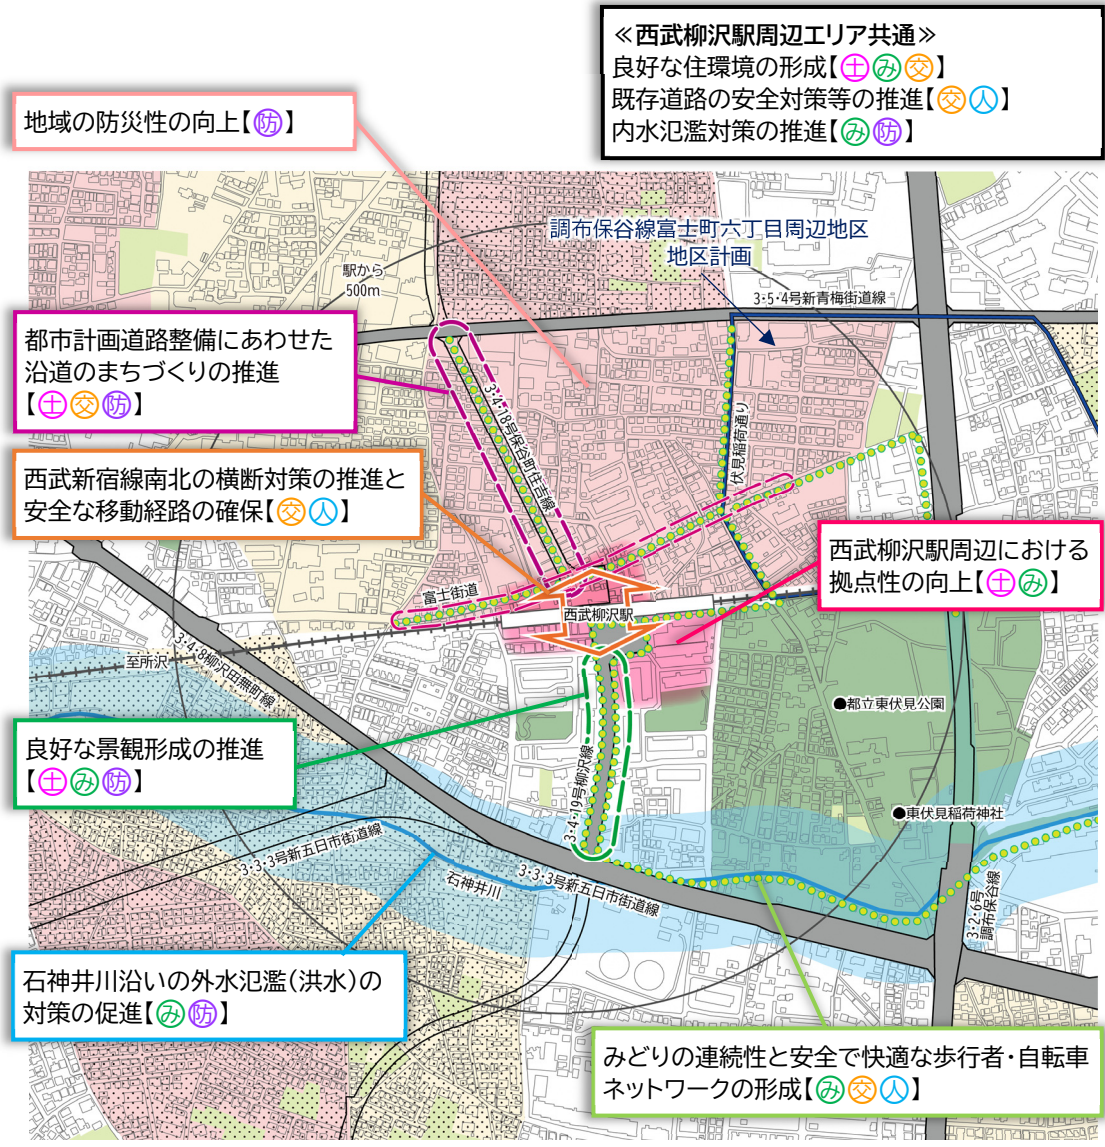 ≪西武柳沢駅周辺エリア共通≫
良好な住環境の形成【土み交】
既存道路の安全対策等の推進【交人】
内水氾濫対策の推進【み防】
地域の防災性の向上【防】
調布保谷線富士町六丁目周辺地区
地区計画
駅から
500m
3・5・4号新青梅街道線
都市計画道路整備にあわせた
沿道のまちづくりの推進
【土交防】
3・4・18号保谷町住吉線
伏見稲荷通り
西武新宿線南北の横断対策の推進と
安全な移動経路の確保【交人】
西武柳沢駅周辺における
拠点性の向上【土み】
富士街道
西武柳沢駅
至所沢
3・4・8柳沢田無町線
●都立東伏見公園
良好な景観形成の推進
【土み防】
3・4・19号柳沢線
●東伏見稲荷神社
3・3・3号新五日市街道線
石神井川
3・3・3号新五日市街道線
3・2・6号
調布保谷線
石神井川沿いの外水氾濫（洪水）の
対策の促進【み防】
みどりの連続性と安全で快適な歩行者・自転車
ネットワークの形成【み交人】